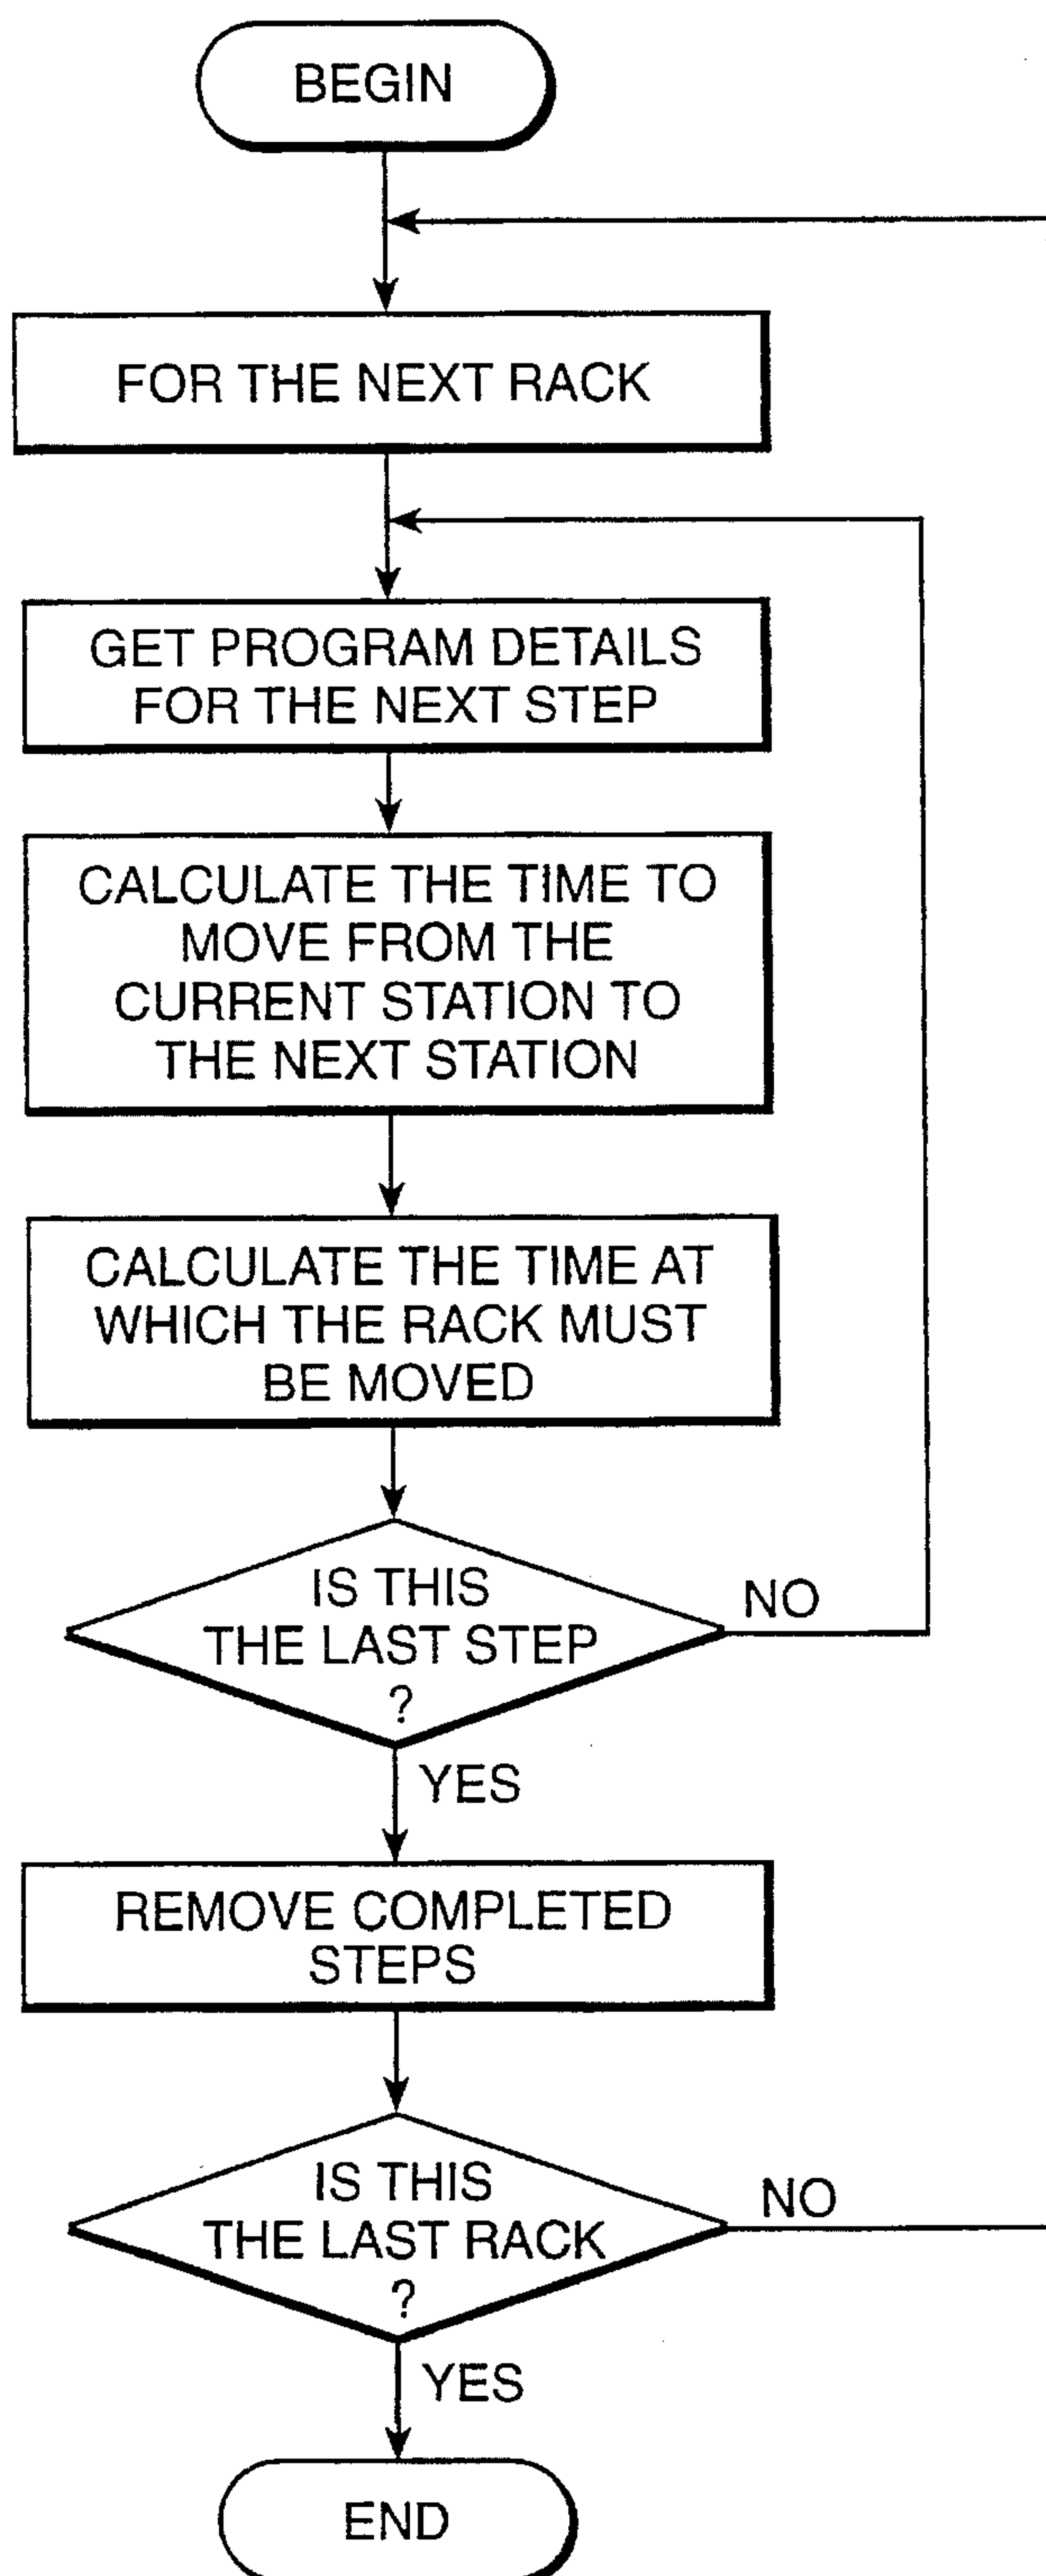 BEGIN
FOR THE NEXT RACK
GET PROGRAM DETAILS
FOR THE NEXT STEP
CALCULATE THE TIME TO
MOVE FROM THE
CURRENT STATION TO
THE NEXT STATION
CALCULATE THE TIME AT
WHICH THE RACK MUST
BE MOVED
IS THIS
THE LAST STEP
?
NO
YES
REMOVE COMPLETED
STEPS
IS THIS
THE LAST RACK
?
NO
YES
END